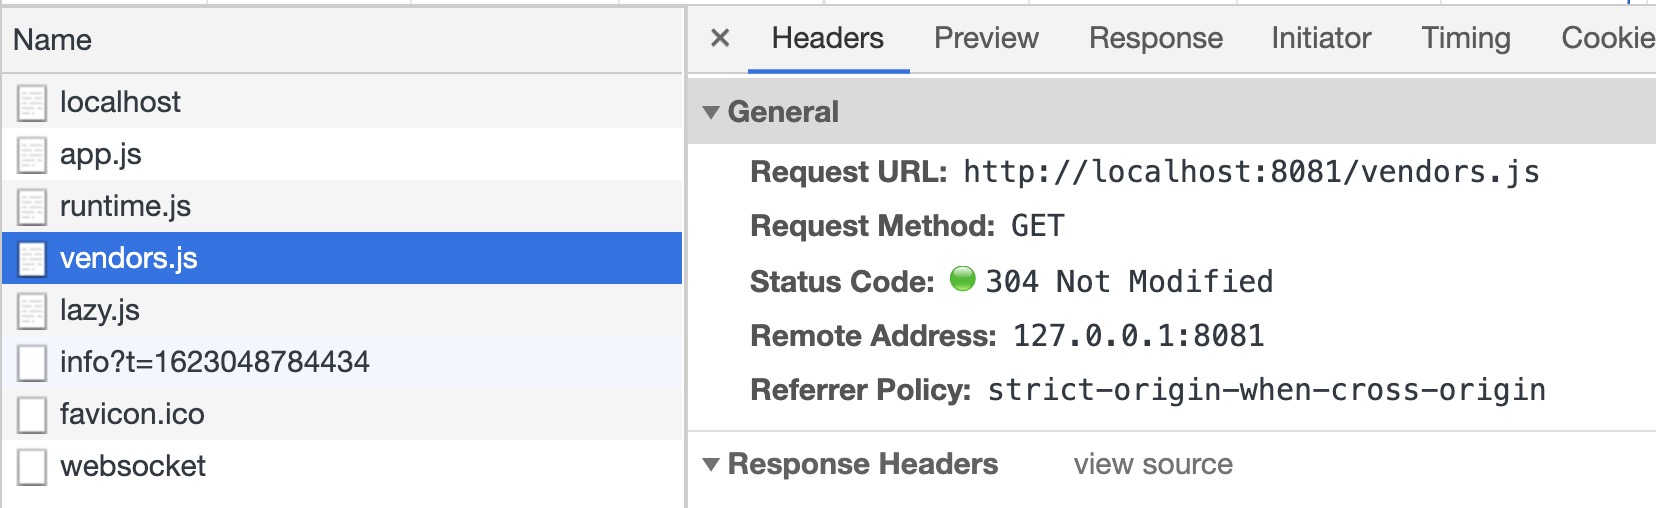 Name
localhost
app.js
runtime.js
vendors.js
lazy.js
info?t=1623048784434
favicon.ico
websocket
× Headers Preview Response Initiator Timing Cookie
General
Request URL: http://localhost:8081/vendors.js
Request Method: GET
Status Code: 304 Not Modified
Remote Address: 127.0.0.1:8081
Referrer Policy: strict-origin-when-cross-origin
Response Headers view source